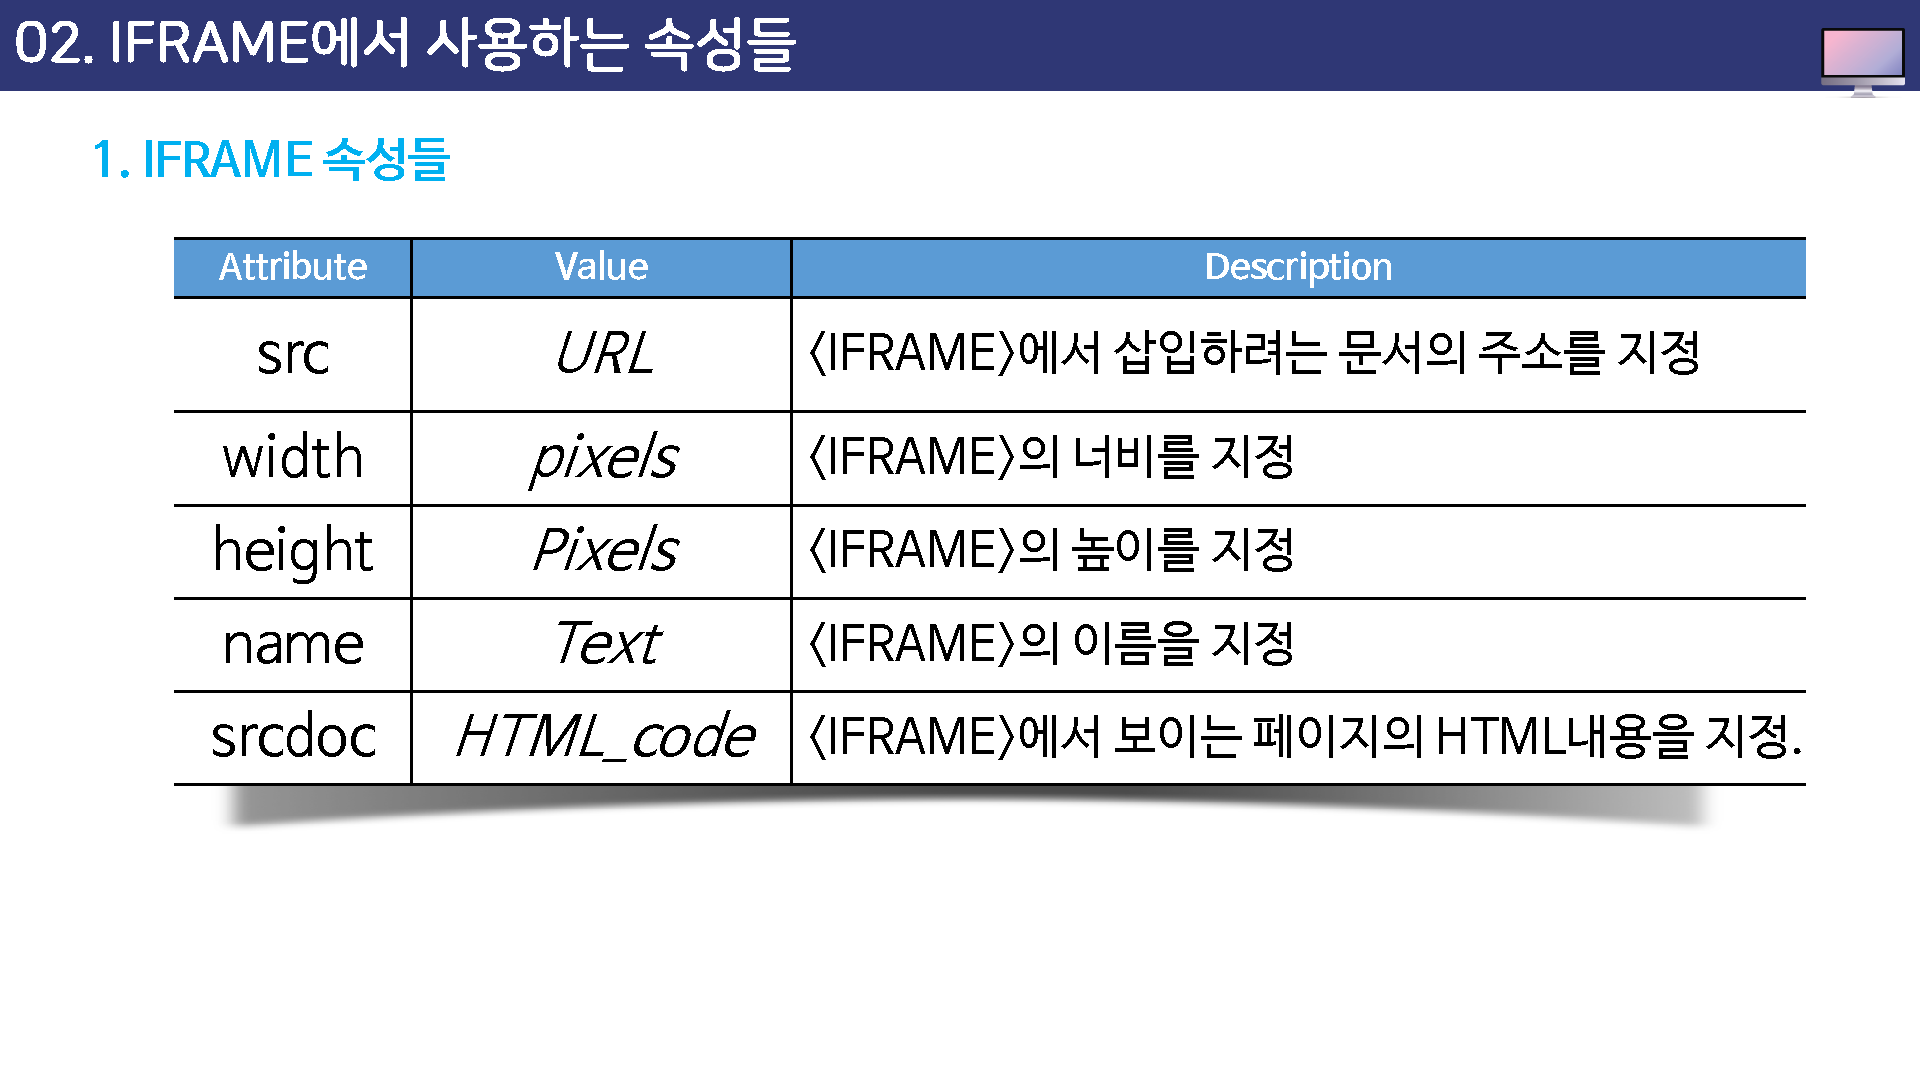 02. IFRAME에서 사용하는 속성들
1. IFRAME 속성들
Attribute Value Description
src URL <IFRAME>에서 삽입하려는 문서의 주소를 지정
width pixels <IFRAME>의 너비를 지정
height Pixels <IFRAME>의 높이를 지정
name Text <IFRAME>의 이름을 지정
srcdoc HTML_code <IFRAME>에서 보이는 페이지의 HTML내용을 지정.